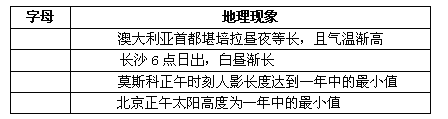 字母 地理现象
澳大利亚首都堪培拉昼夜等长，且气温渐高
长沙 6 点日出，白昼渐长
莫斯科正午时刻人影长度达到一年中的最小值
北京正午太阳高度为一年中的最小值